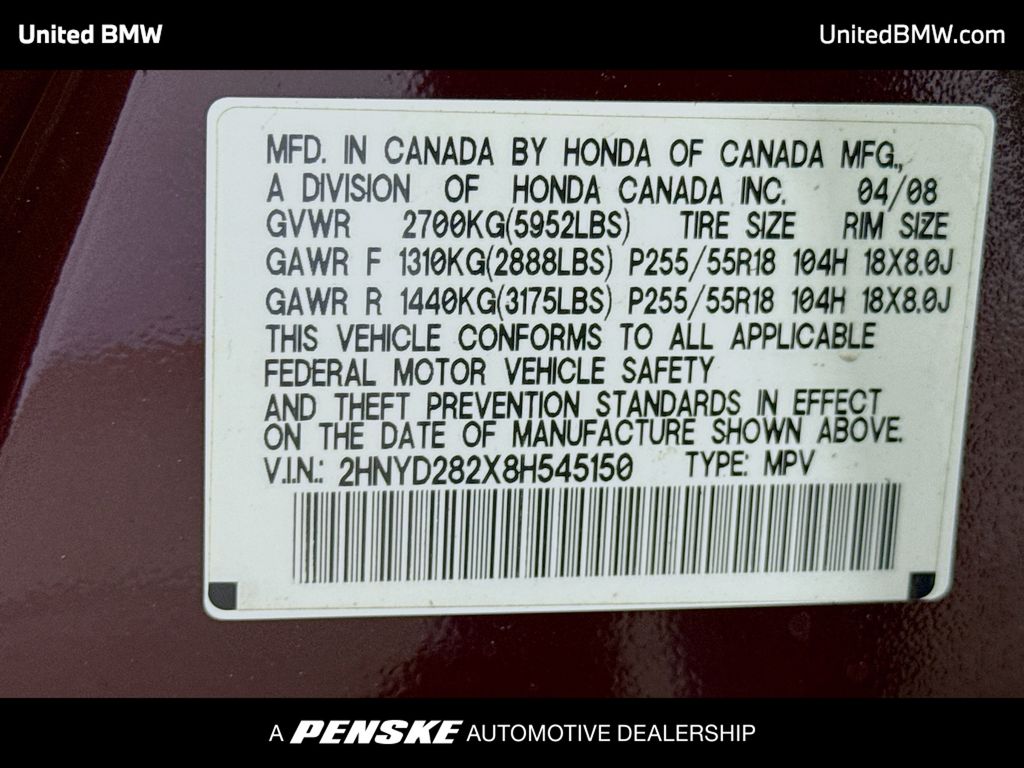 United BMW
UnitedBMW.com
MFD. IN CANADA BY HONDA OF CANADA MFG.,
A DIVISION OF HONDA CANADA INC. 04/08
GVWR 2700KG(5952LBS) TIRE SIZE RIM SIZE
GAWR F 1310KG(2888LBS) P255/55R18 104H 18X8.0J
GAWR R 1440KG(3175LBS) P255/55R18 104H 18X8.0J
THIS VEHICLE CONFORMS TO ALL APPLICABLE
FEDERAL MOTOR VEHICLE SAFETY
AND THEFT PREVENTION STANDARDS IN EFFECT
ON THE DATE OF MANUFACTURE SHOWN ABOVE.
V.I.N.: 2HNYD282X8H545150 TYPE: MPV
A PENSKE AUTOMOTIVE DEALERSHIP